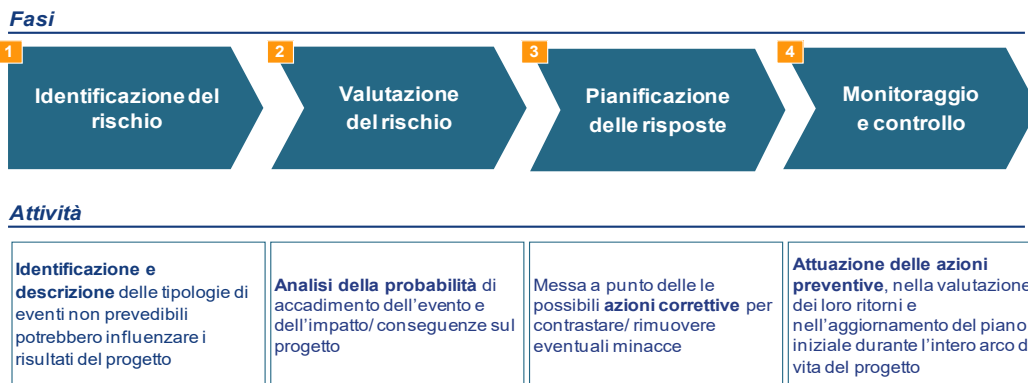 Fasi
1
2
3
4
Identificazione del
rischio
Valutazione
del rischio
Pianificazione
delle risposte
Monitoraggio
e controllo
Attività
Identificazione e
descrizione delle tipologie di
eventi non prevedibili
potrebbero influenzare i
risultati del progetto
Analisi della probabilità di
accadimento dell'evento e
dell'impatto/ conseguenze sul
progetto
Messa a punto delle le
possibili azioni correttive per
contrastare/ rimuovere
eventuali minacce
Attuazione delle azioni
preventive, nella valutazione
dei loro ritorni e
nell'aggiornamento del piano
iniziale durante l'intero arco d
vita del progetto